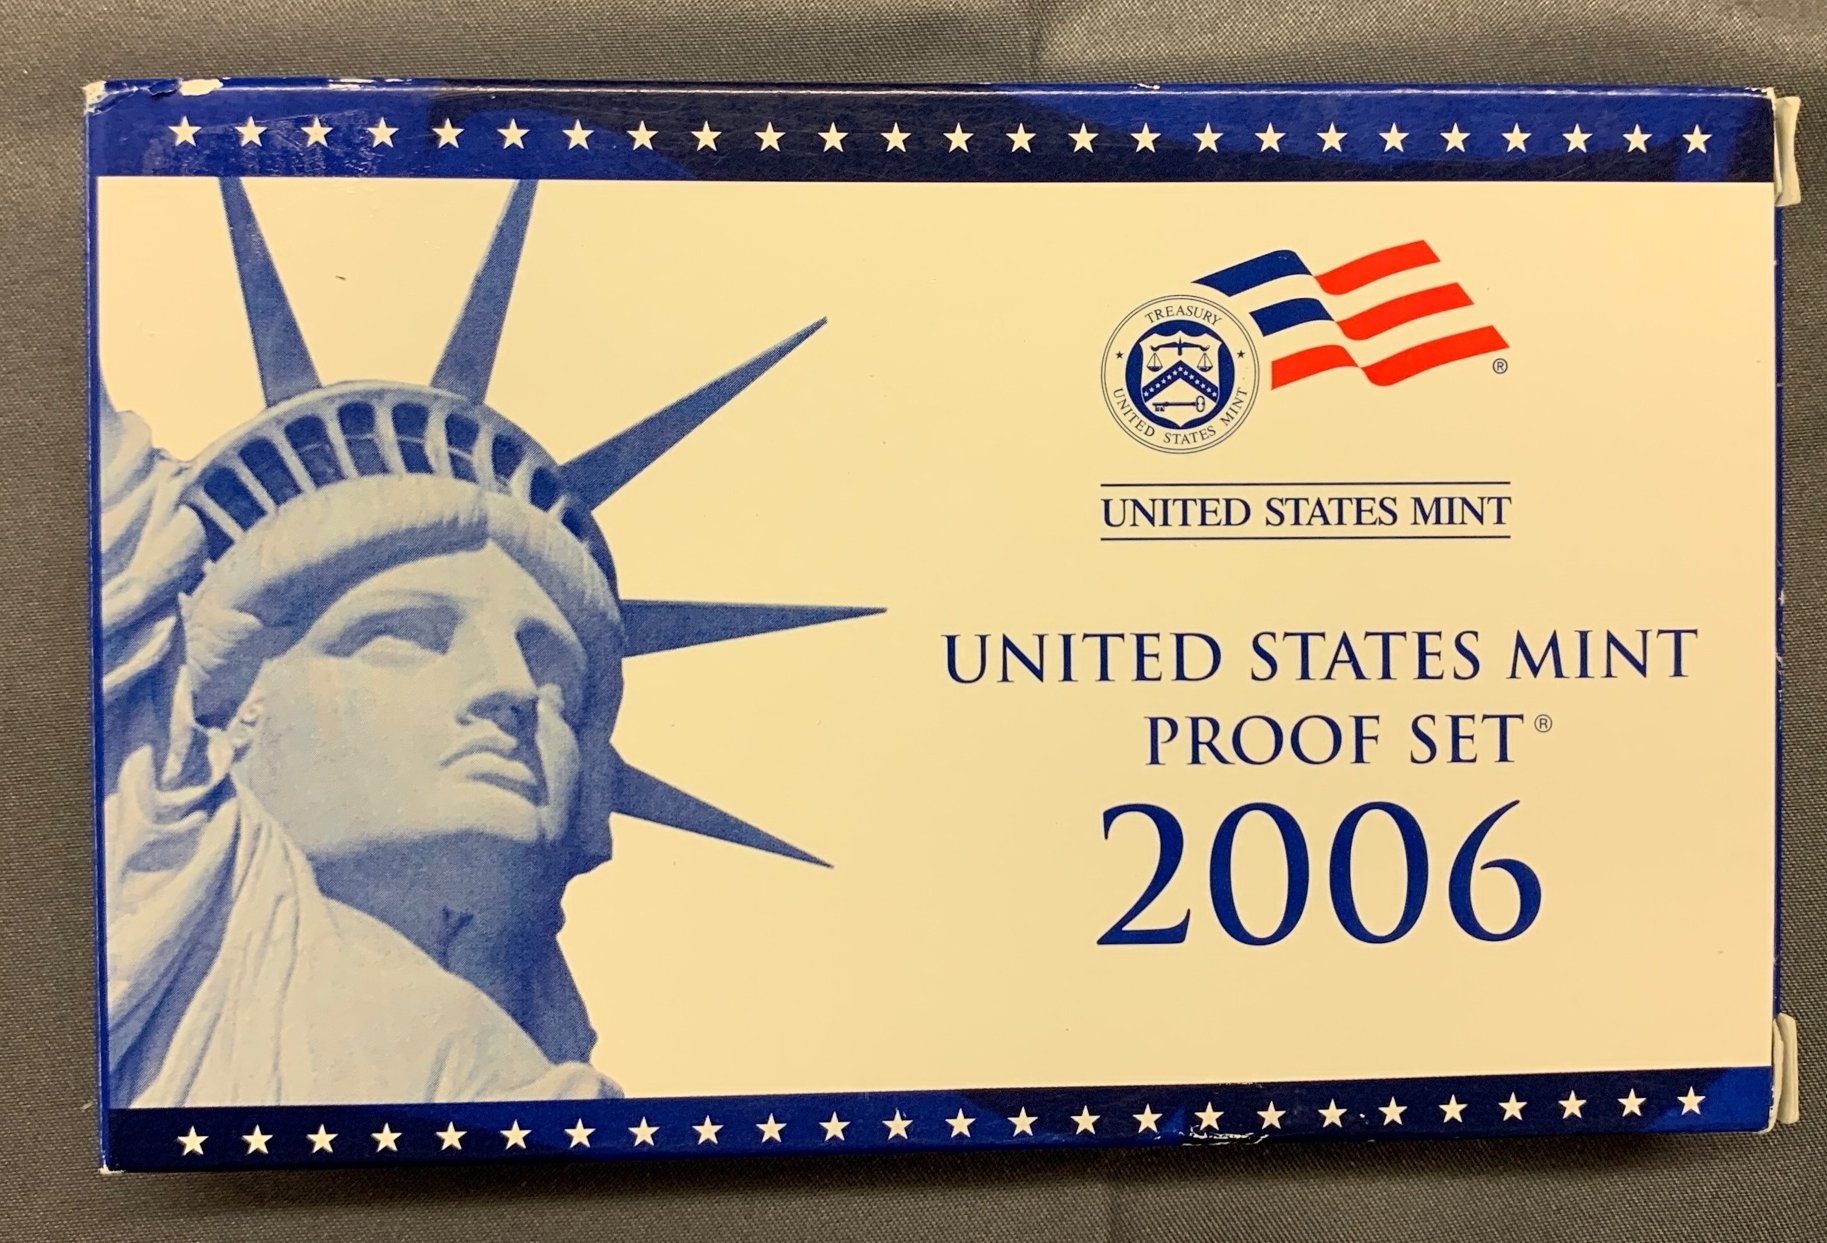 TREASURY
UNITED STATES MINT
®
UNITED STATES MINT
UNITED STATES MINT
PROOF SET®
2006